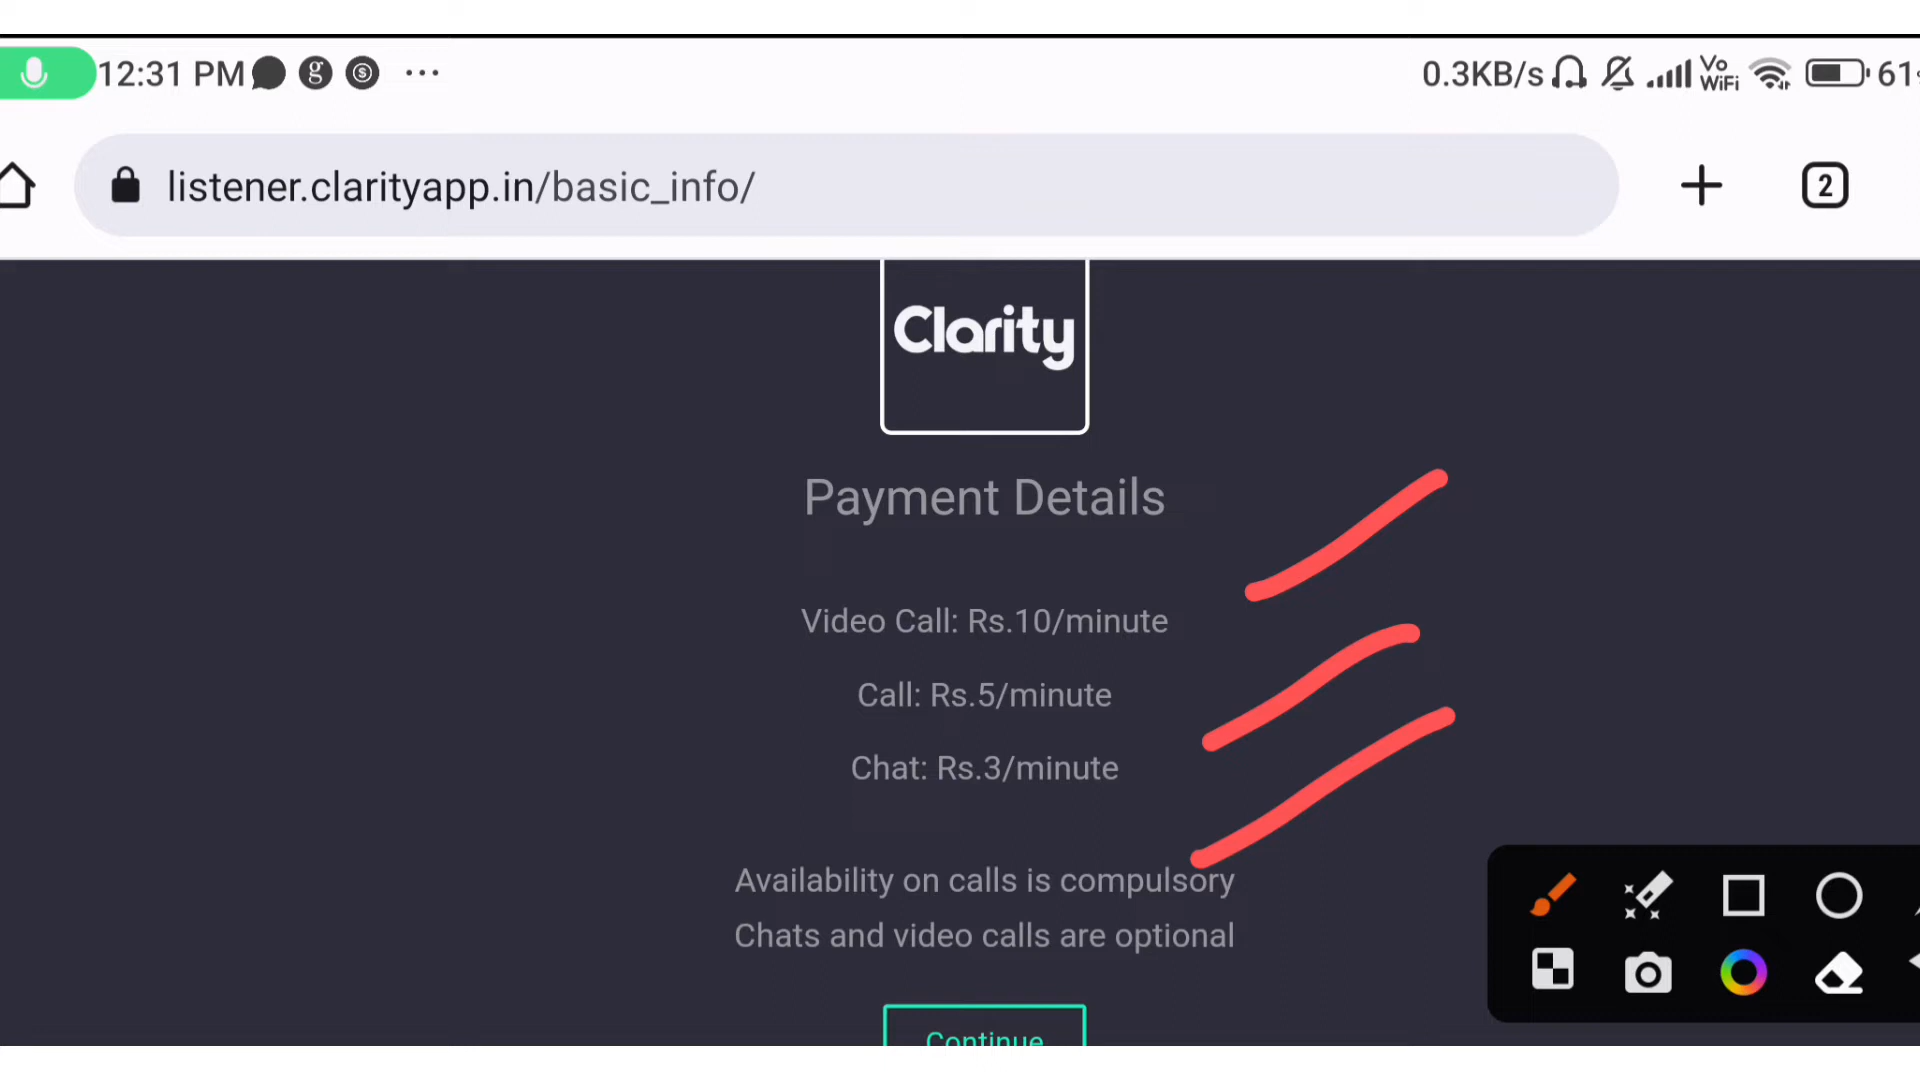 12:31 PM g $ ... 0.3KB/s Vo WiFi 61
listener.clarityapp.in/basic_info/ 2
Clarity
Payment Details
Video Call: Rs.10/minute
Call: Rs.5/minute
Chat: Rs.3/minute
Availability on calls is compulsory
Chats and video calls are optional
Continue